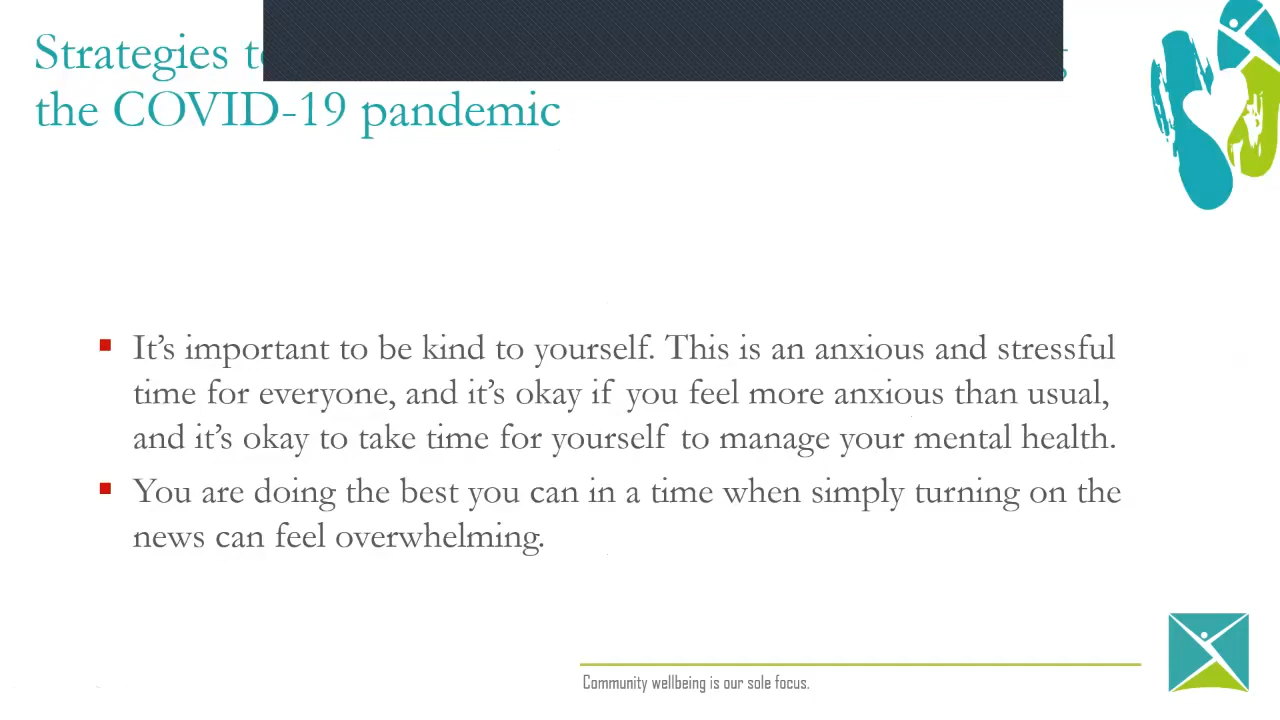 Strategies
the COVID-19 pandemic
▪ It’s important to be kind to yourself. This is an anxious and stressful
time for everyone, and it’s okay if you feel more anxious than usual,
and it’s okay to take time for yourself to manage your mental health.
▪ You are doing the best you can in a time when simply turning on the
news can feel overwhelming.
Community wellbeing is our sole focus.